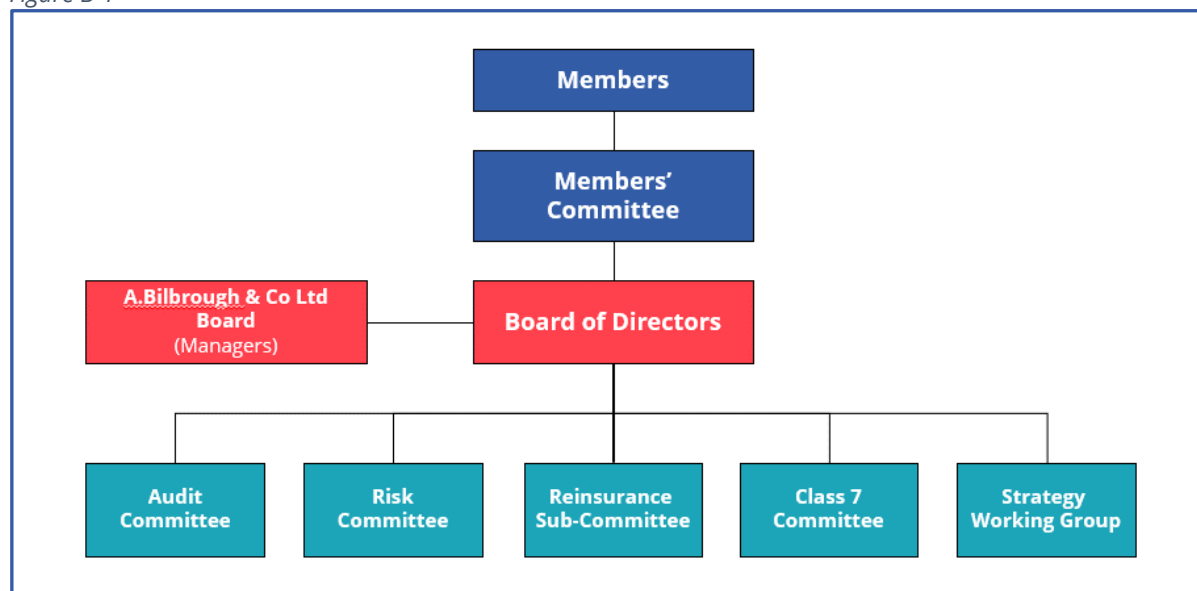 Members
Members'
Committee
A.Bilbrough & Co Ltd
Board
(Managers)
Board of Directors
Audit
Committee
Risk
Committee
Reinsurance
Sub-Committee
Class 7
Committee
Strategy
Working Group